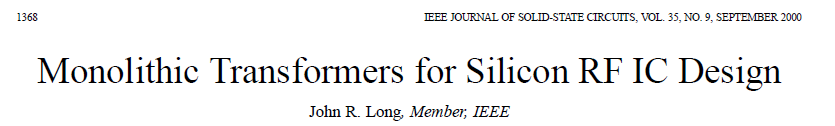 1368 IEEE JOURNAL OF SOLID-STATE CIRCUITS, VOL. 35, NO. 9, SEPTEMBER 2000
Monolithic Transformers for Silicon RF IC Design
John R. Long, Member, IEEE